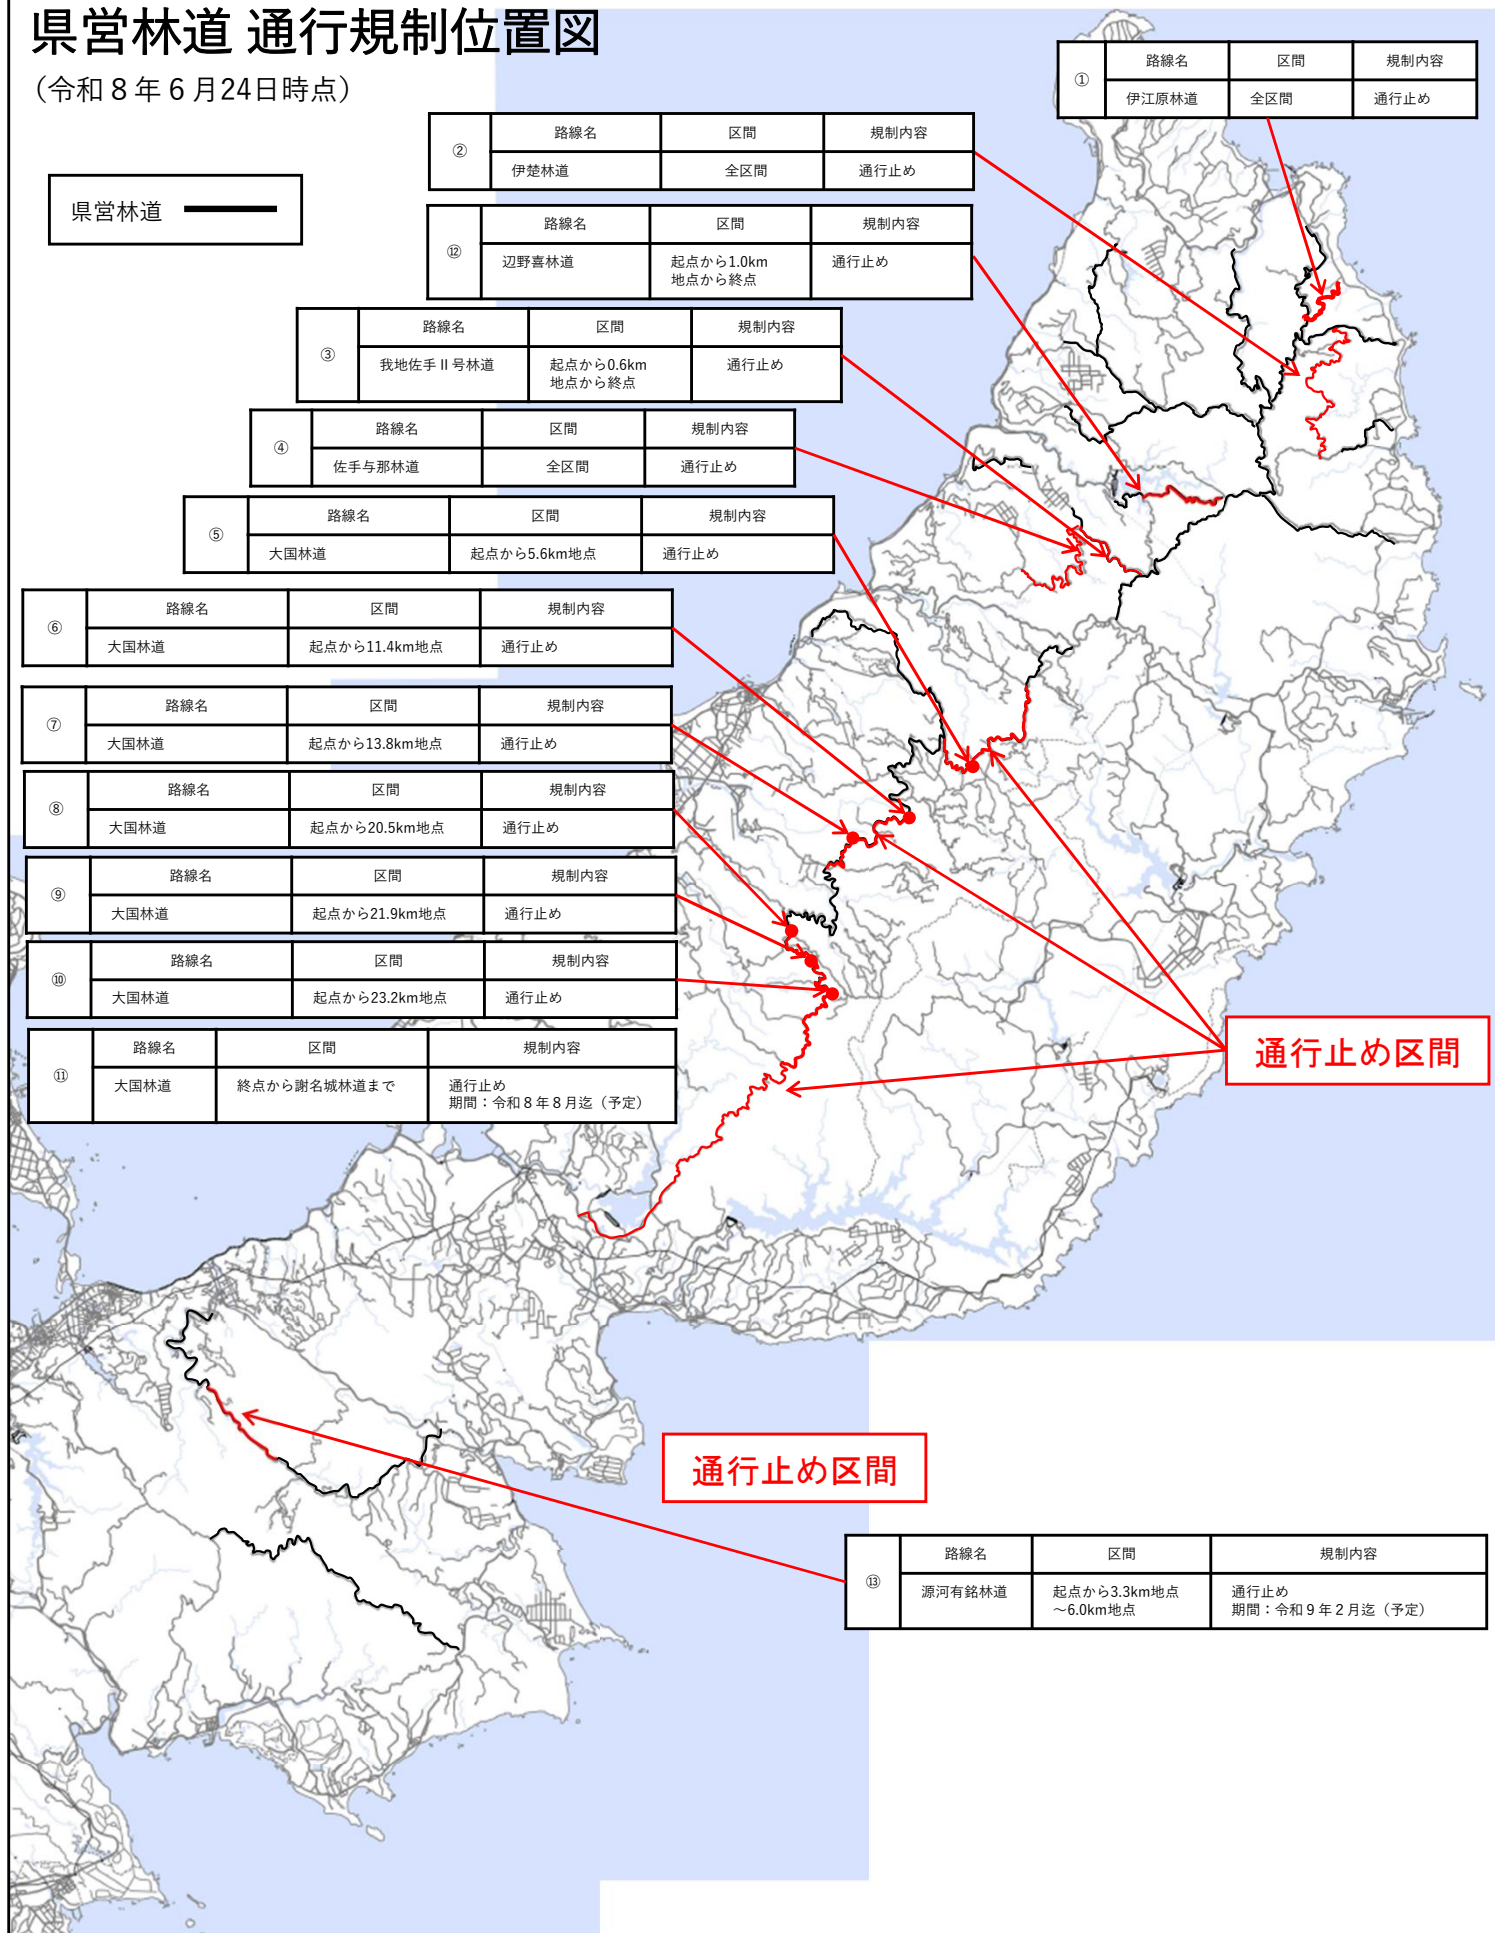 県営林道 通行規制位置図
（令和８年６月24日時点）
県営林道
① 路線名 区間 規制内容
伊江原林道 全区間 通行止め
② 路線名 区間 規制内容
伊楚林道 全区間 通行止め
⑫ 路線名 区間 規制内容
辺野喜林道 起点から1.0km 通行止め
地点から終点
③ 路線名 区間 規制内容
我地佐手Ⅱ号林道 起点から0.6km 通行止め
地点から終点
④ 路線名 区間 規制内容
佐手与那林道 全区間 通行止め
⑤ 路線名 区間 規制内容
大国林道 起点から5.6km地点 通行止め
⑥ 路線名 区間 規制内容
大国林道 起点から11.4km地点 通行止め
⑦ 路線名 区間 規制内容
大国林道 起点から13.8km地点 通行止め
⑧ 路線名 区間 規制内容
大国林道 起点から20.5km地点 通行止め
⑨ 路線名 区間 規制内容
大国林道 起点から21.9km地点 通行止め
⑩ 路線名 区間 規制内容
大国林道 起点から23.2km地点 通行止め
⑪ 路線名 区間 規制内容
大国林道 終点から謝名城林道まで 通行止め
期間：令和８年８月迄（予定）
通行止め区間
通行止め区間
⑬ 路線名 区間 規制内容
源河有銘林道 起点から3.3km地点 通行止め
～6.0km地点 期間：令和９年２月迄（予定）